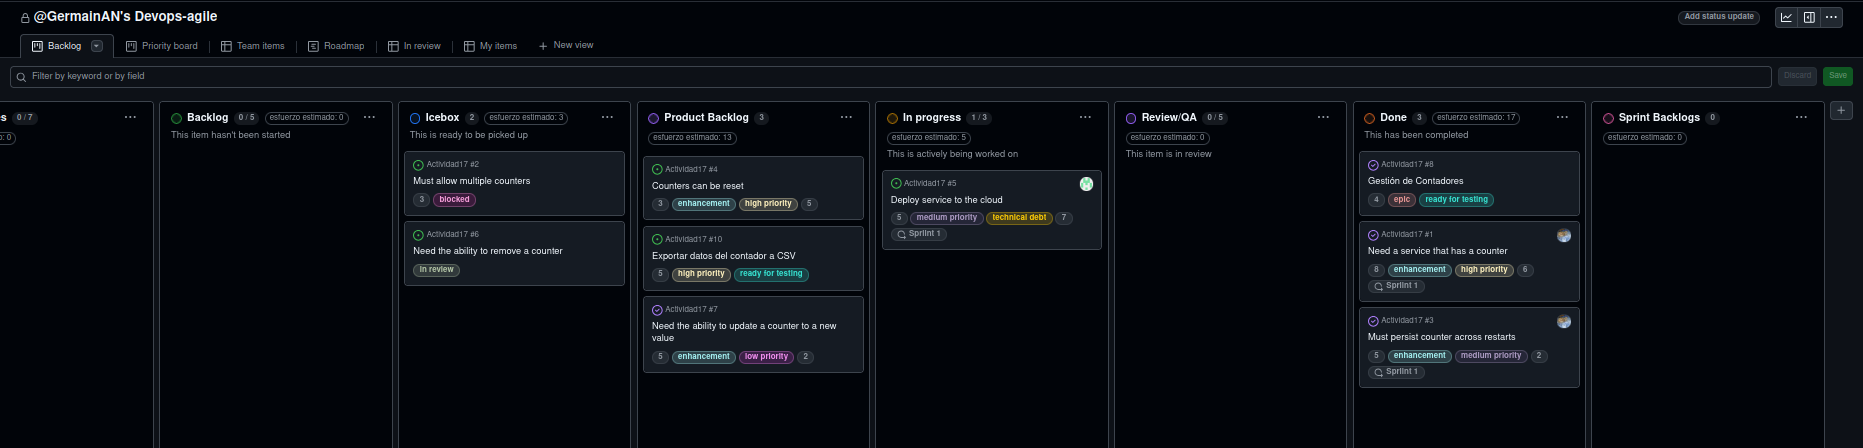 @GermainAN's Devops-agile
Add status update
Backlog
Priority board
Team items
Roadmap
In review
My items
New view
Filter by keyword or by field
Discard
Save
s 0 / 7
o: 0
Backlog 0 / 5 esfuerzo estimado: 0
This item hasn't been started
Icebox 2 esfuerzo estimado: 3
This is ready to be picked up
Actividad17 #2
Must allow multiple counters
3 blocked
Actividad17 #6
Need the ability to remove a counter
in review
Product Backlog 3
esfuerzo estimado: 13
Actividad17 #4
Counters can be reset
3 enhancement high priority 5
Actividad17 #10
Exportar datos del contador a CSV
5 high priority ready for testing
Actividad17 #7
Need the ability to update a counter to a new
value
5 enhancement low priority 2
In progress 1 / 3
esfuerzo estimado: 5
This is actively being worked on
Actividad17 #5
Deploy service to the cloud
5 medium priority technical debt 7
Sprint 1
Review/QA 0 / 5
esfuerzo estimado: 0
This item is in review
Done 3 esfuerzo estimado: 17
This has been completed
Actividad17 #8
Gestión de Contadores
4 epic ready for testing
Actividad17 #1
Need a service that has a counter
8 enhancement high priority 6
Sprint 1
Actividad17 #3
Must persist counter across restarts
5 enhancement medium priority 2
Sprint 1
Sprint Backlogs 0
esfuerzo estimado: 0